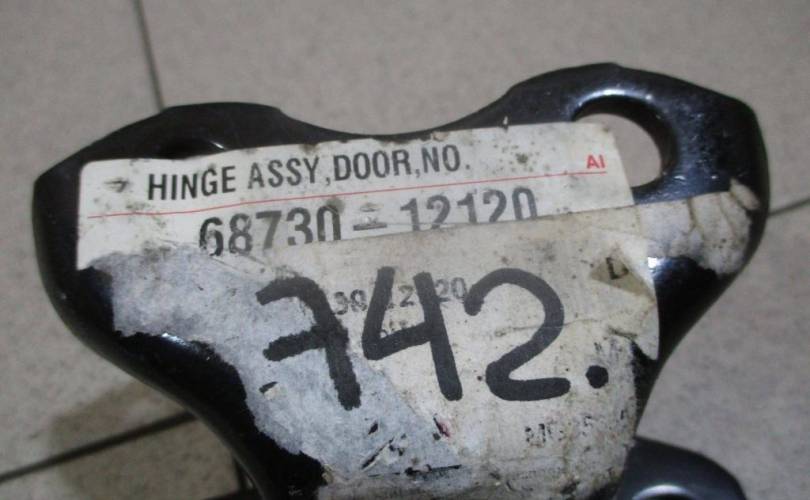 HINGE ASSY,DOOR,NO.
AI
68730-12120
D
742.